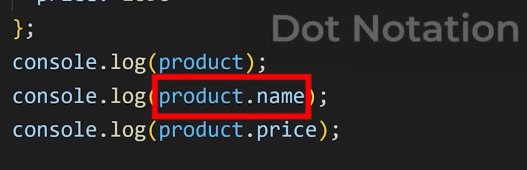 Dot Notation
};
console.log(product);
console.log(product.name);
console.log(product.price);